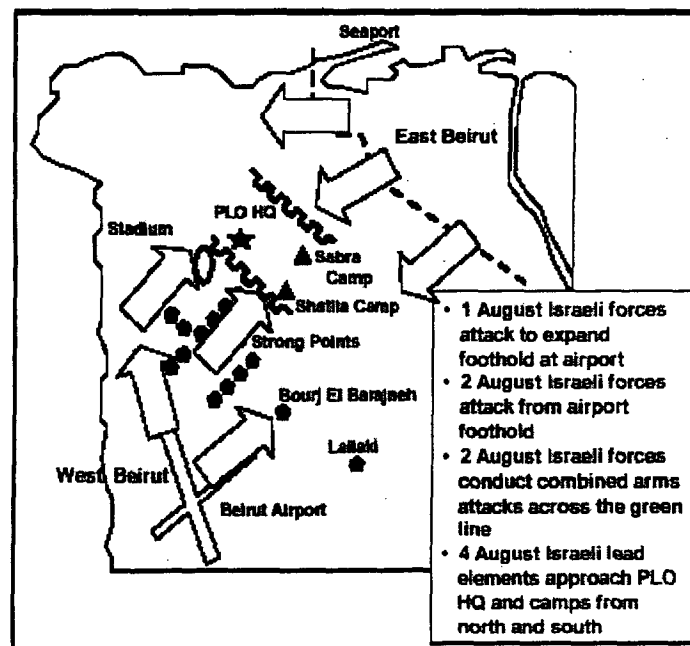 Seaport
East Beirut
PLO HQ
Stadium
Sabra
Camp
Shatila Camp
Strong Points
Bourj El Barajneh
Lailaki
West Beirut
Beirut Airport
• 1 August Israeli forces
attack to expand
foothold at airport
• 2 August Israeli forces
attack from airport
foothold
• 2 August Israeli forces
conduct combined arms
attacks across the green
line
• 4 August Israeli lead
elements approach PLO
HQ and camps from
north and south